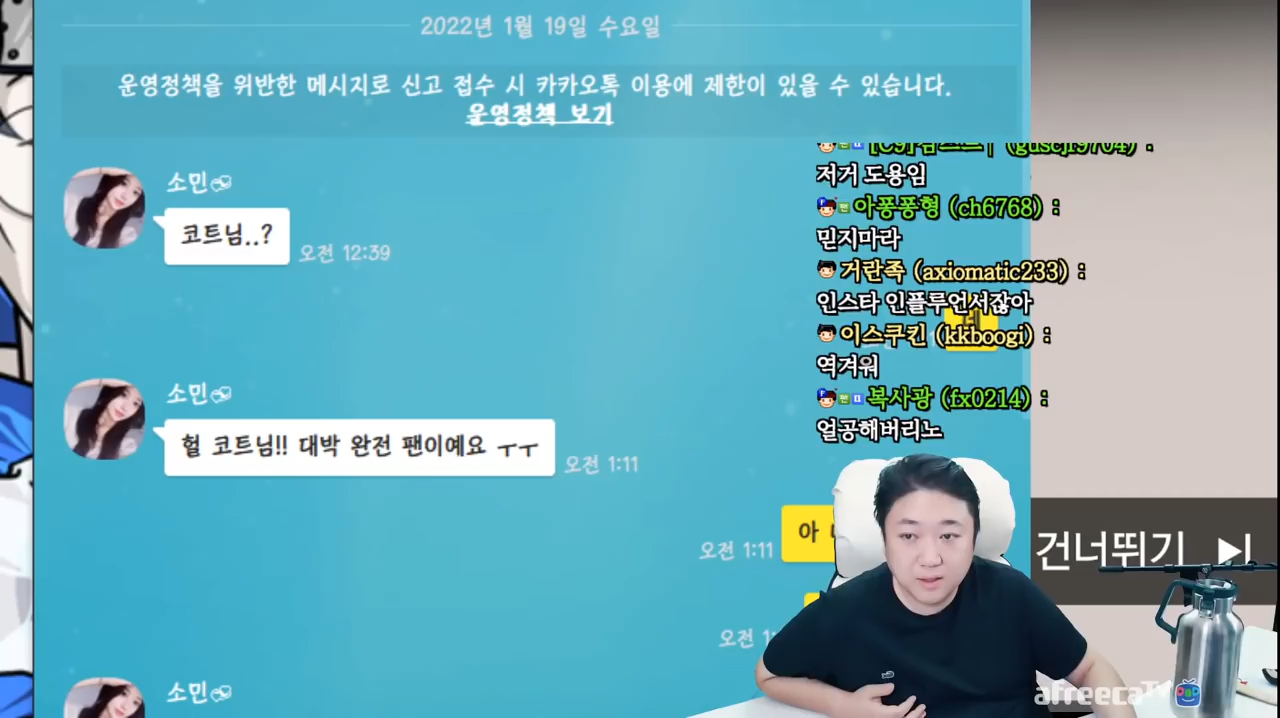 2022년 1월 19일 수요일
운영정책을 위반한 메시지로 신고 접수 시 카카오톡 이용에 제한이 있을 수 있습니다.
운영정책 보기
소민
코트님..?
오전 12:39
소민
헐 코트님!! 대박 완전 팬이예요 ㅜㅜ
오전 1:11
아
오전 1:11
오전 1:
소민
저거 도용임
아퐁퐁형 (ch6768) :
믿지마라
거란족 (axiomatic233) :
인스타 인플루언서잖아
이스쿠킨 (kkboogi) :
역겨워
복사광 (fx0214) :
얼공해버리노
건너뛰기
afreecaTV